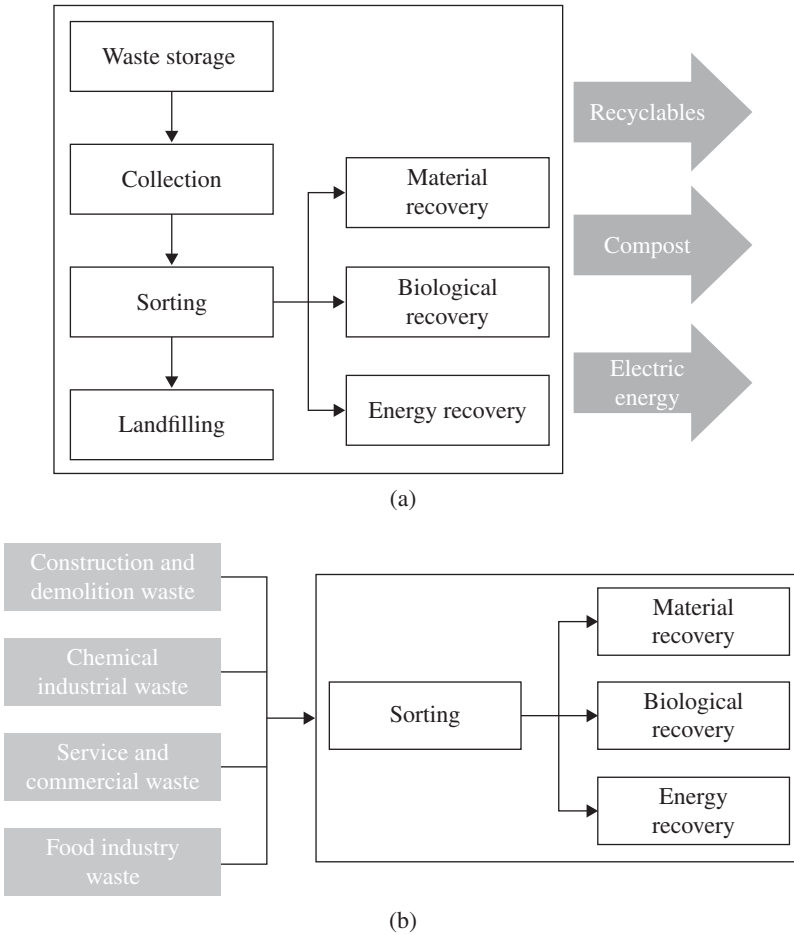 Waste storage
Collection
Sorting
Landfilling
Material
recovery
Biological
recovery
Energy recovery
Recyclables
Compost
Electric
energy
(a)
Construction and
demolition waste
Chemical
industrial waste
Service and
commercial waste
Food industry
waste
Sorting
Material
recovery
Biological
recovery
Energy
recovery
(b)